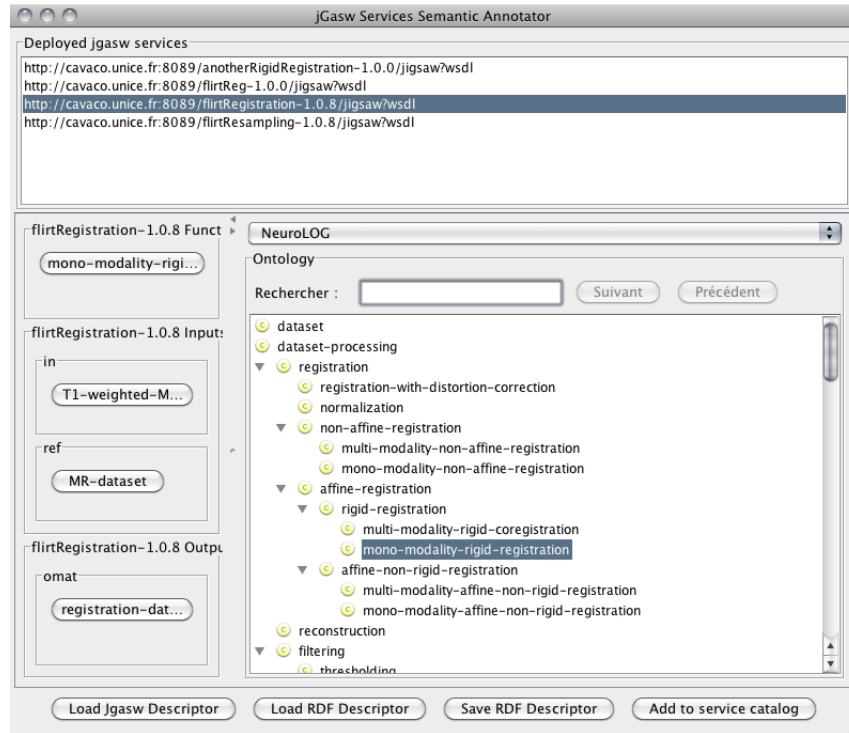 jGasw Services Semantic Annotator
Deployed jgasw services
http://cavaco.unice.fr:8089/anotherRigidRegistration-1.0.0/jigsaw?wsdl
http://cavaco.unice.fr:8089/flirtReg-1.0.0/jigsaw?wsdl
http://cavaco.unice.fr:8089/flirtRegistration-1.0.8/jigsaw?wsdl
http://cavaco.unice.fr:8089/flirtResampling-1.0.8/jigsaw?wsdl
flirtRegistration-1.0.8 Funct
mono-modality-rigi...
flirtRegistration-1.0.8 Inputs
in
T1-weighted-M...
ref
MR-dataset
flirtRegistration-1.0.8 Outpu
omat
registration-dat...
NeuroLOG
Ontology
Rechercher :
Suivant
Précédent
dataset
dataset-processing
registration
registration-with-distortion-correction
normalization
non-affine-registration
multi-modality-non-affine-registration
mono-modality-non-affine-registration
affine-registration
rigid-registration
multi-modality-rigid-coregistration
mono-modality-rigid-registration
affine-non-rigid-registration
multi-modality-affine-non-rigid-registration
mono-modality-affine-non-rigid-registration
reconstruction
filtering
thresholding
Load Jgasw Descriptor
Load RDF Descriptor
Save RDF Descriptor
Add to service catalog